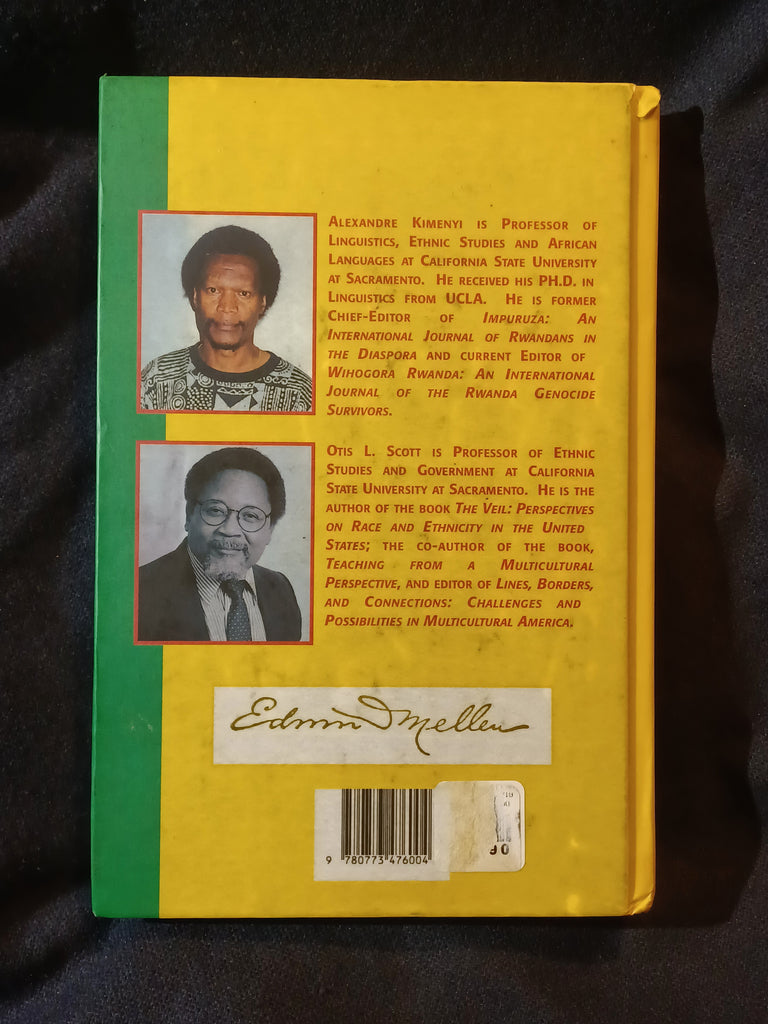 Alexandre Kimenyi is Professor of
Linguistics, Ethnic Studies and African
Languages at California State University
at Sacramento. He received his PH.D. in
Linguistics from UCLA. He is former
Chief-Editor of Impuruza: An
International Journal of Rwandans in
the Diaspora and current Editor of
Wihogora Rwanda: An International
Journal of the Rwanda Genocide
Survivors.
Otis L. Scott is Professor of Ethnic
Studies and Government at California
State University at Sacramento. He is the
author of the book The Veil: Perspectives
on Race and Ethnicity in the United
States; the co-author of the book,
Teaching from a Multicultural
Perspective, and editor of Lines, Borders,
and Connections: Challenges and
Possibilities in Multicultural America.
Edwin Mellen
9 780773 476004
OF